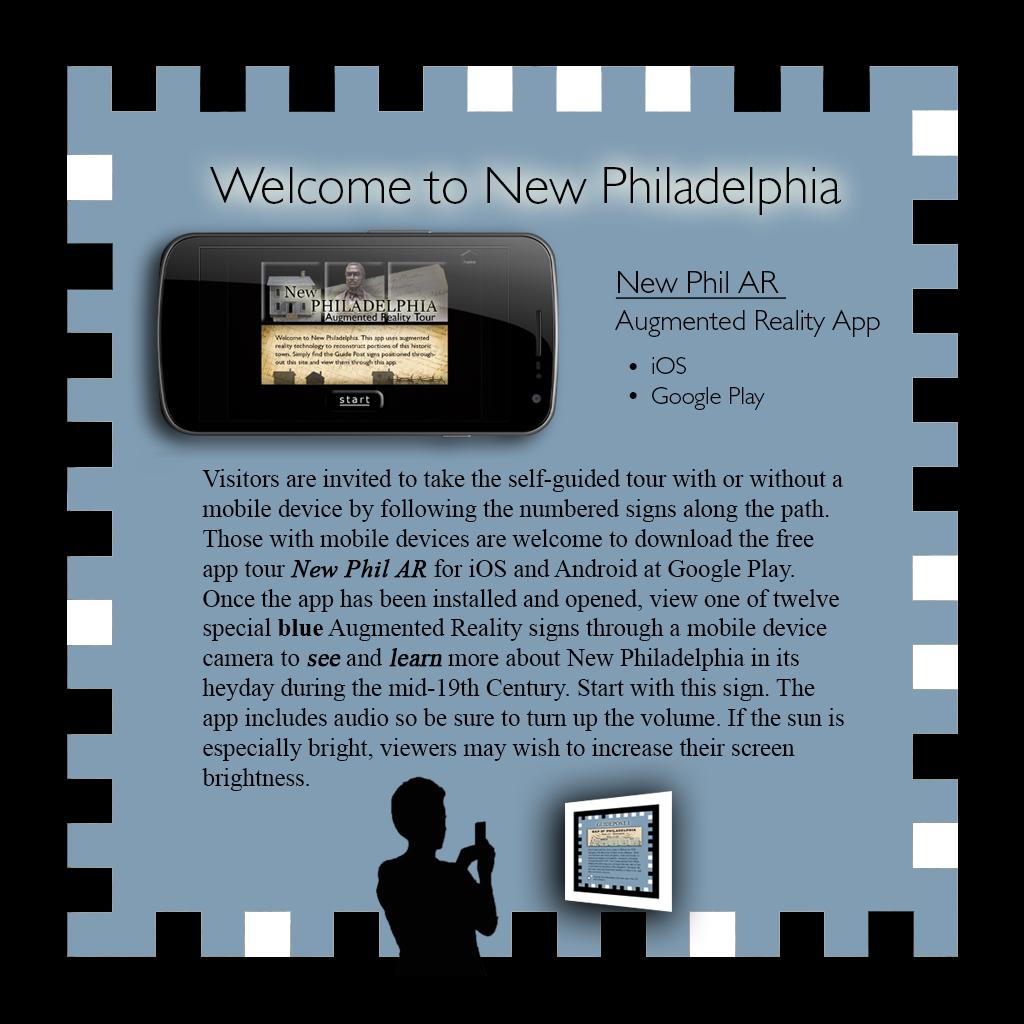 Welcome to New Philadelphia
New
PHILADELPHIA
Augmented Reality Tour
Welcome to New Philadelphia. This app uses augmented
reality technology to reconstruct portions of this historic
town. Simply find the Guide Post signs positioned through-
out this site and view them through this app.
start
New Phil AR
Augmented Reality App
• iOS
• Google Play
Visitors are invited to take the self-guided tour with or without a
mobile device by following the numbered signs along the path.
Those with mobile devices are welcome to download the free
app tour New Phil AR for iOS and Android at Google Play.
Once the app has been installed and opened, view one of twelve
special blue Augmented Reality signs through a mobile device
camera to see and learn more about New Philadelphia in its
heyday during the mid-19th Century. Start with this sign. The
app includes audio so be sure to turn up the volume. If the sun is
especially bright, viewers may wish to increase their screen
brightness.
GUIDEPOST 1
MAP OF PHILADELPHIA